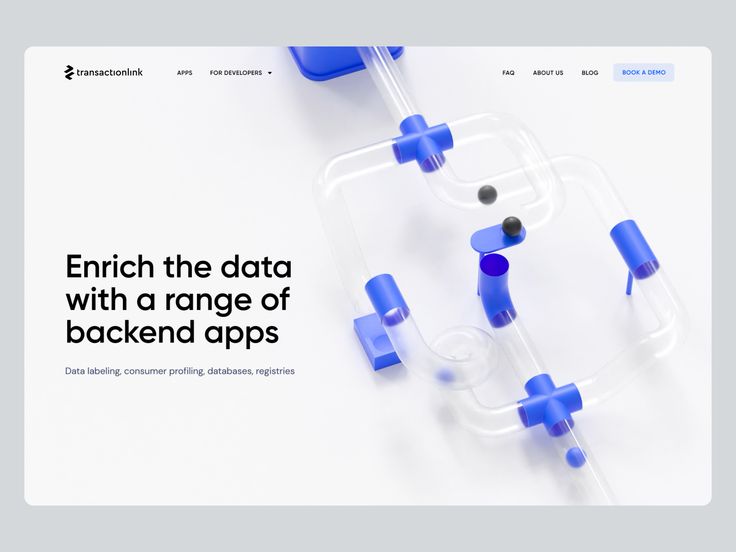 transactionlink
APPS
FOR DEVELOPERS
FAQ
ABOUT US
BLOG
BOOK A DEMO
Enrich the data
with a range of
backend apps
Data labeling, consumer profiling, databases, registries